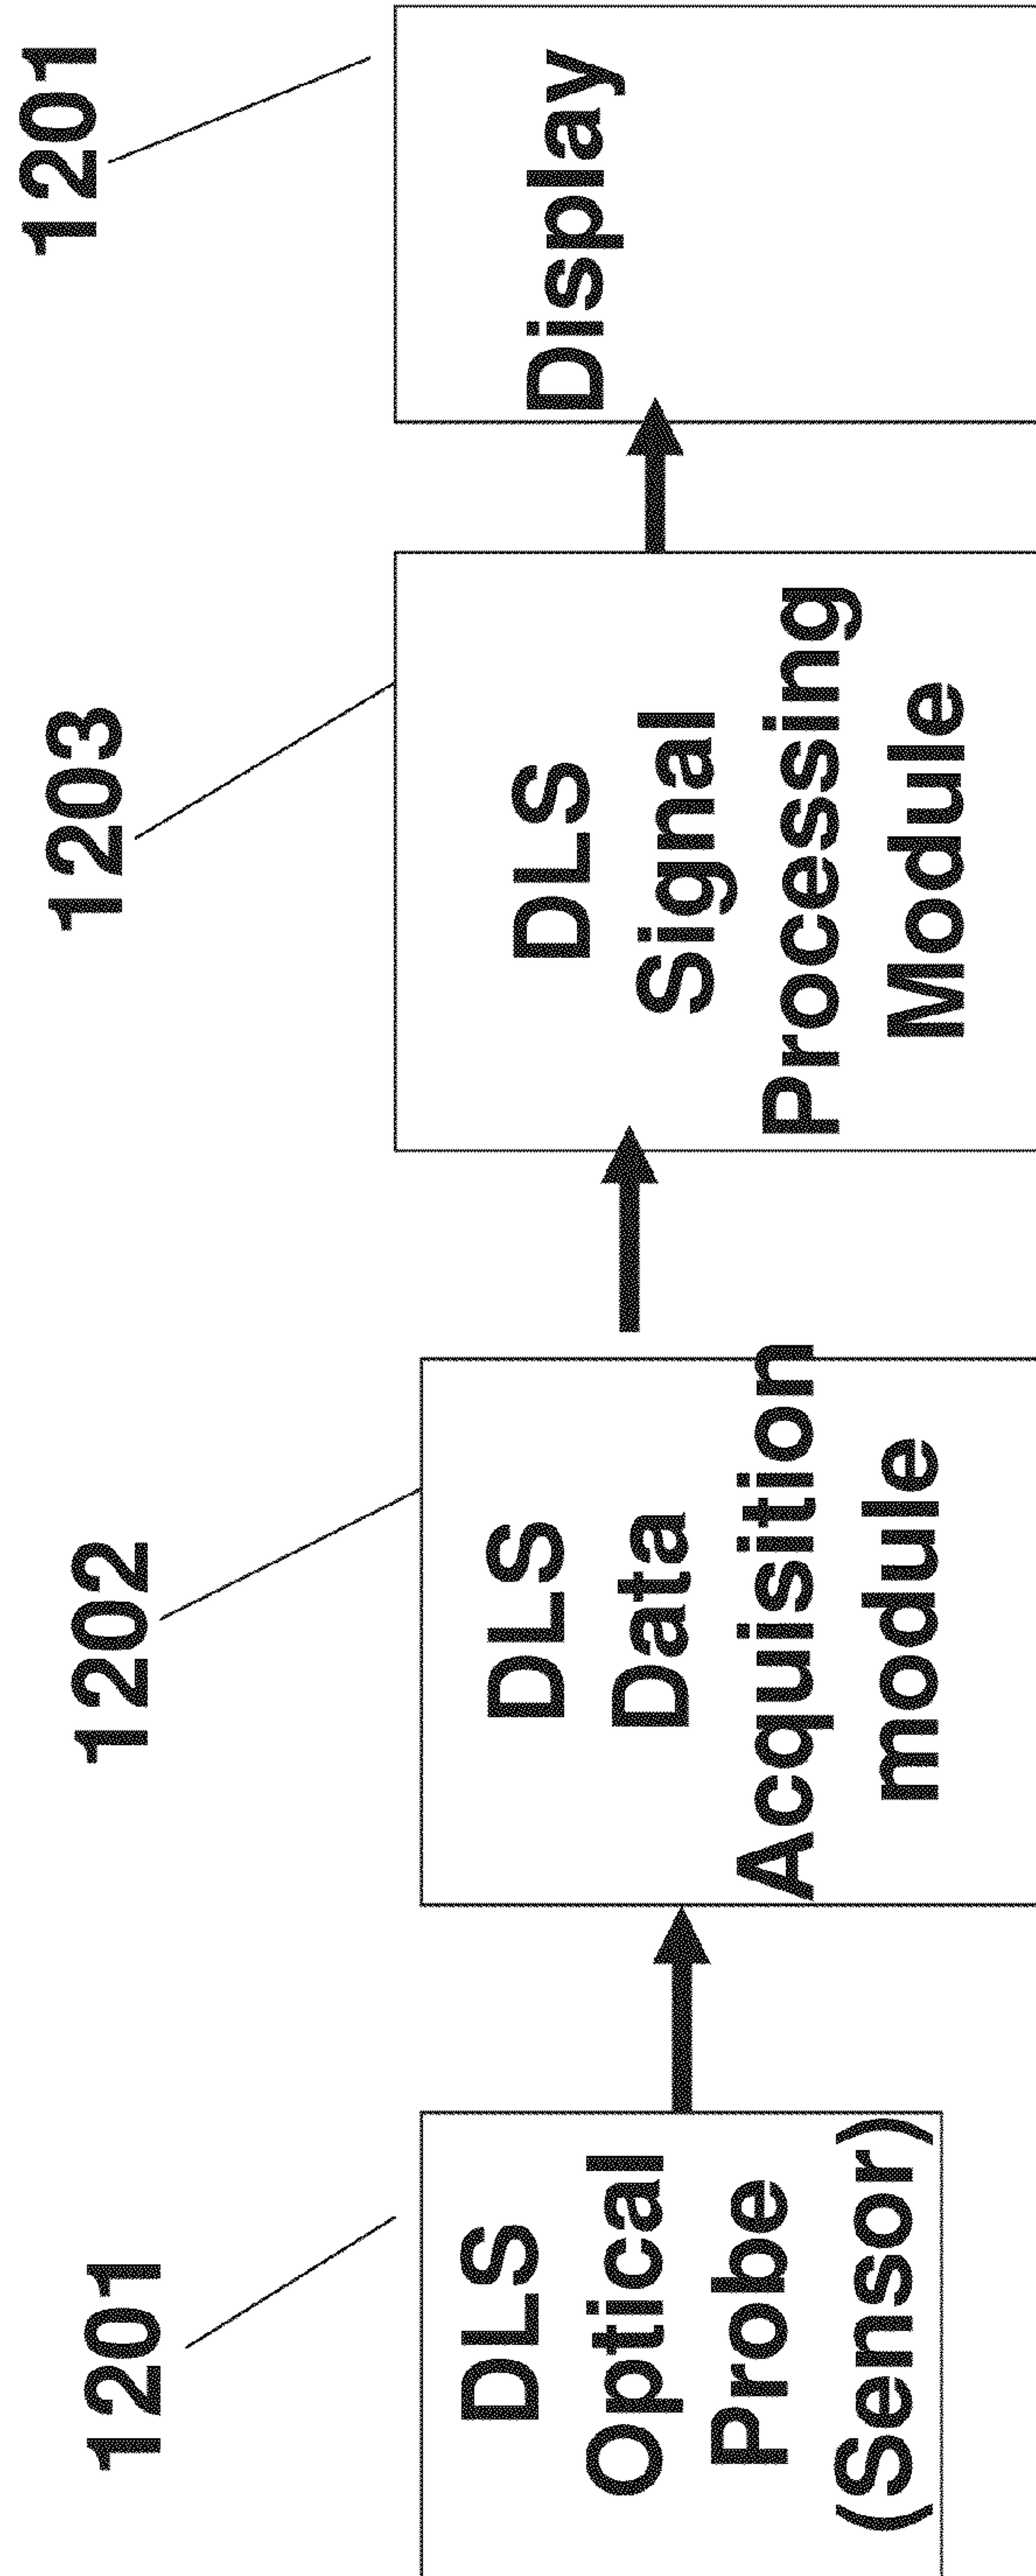 1201
DLS
Optical
Probe
(Sensor)
1202
DLS
Data
Acquisition
module
1203
DLS
Signal
Processing
Module
1201
Display